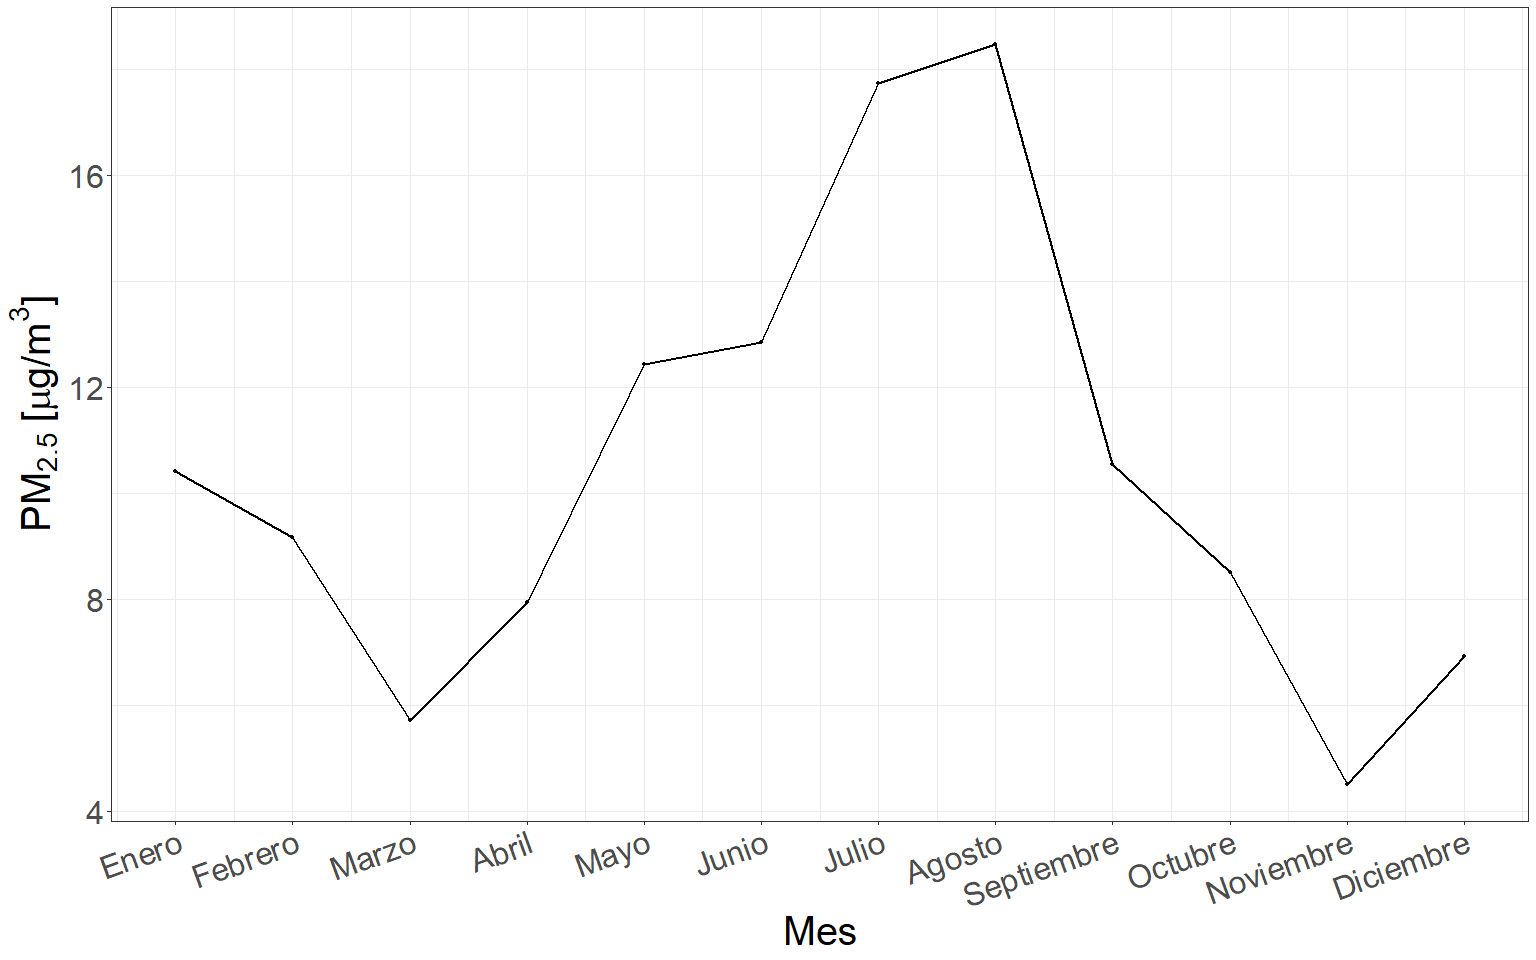 PM2.5 [μg/m3]
16
12
8
4
Enero
Febrero
Marzo
Abril
Mayo
Junio
Julio
Agosto
Septiembre
Octubre
Noviembre
Diciembre
Mes